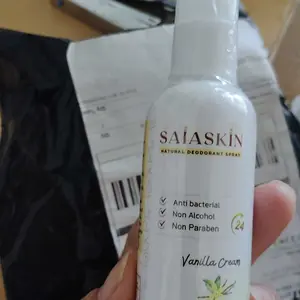 SAIASKIN
NATURAL DEODORANT SPRAY
Anti bacterial
Non Alcohol
Non Paraben
24
Vanilla Cream